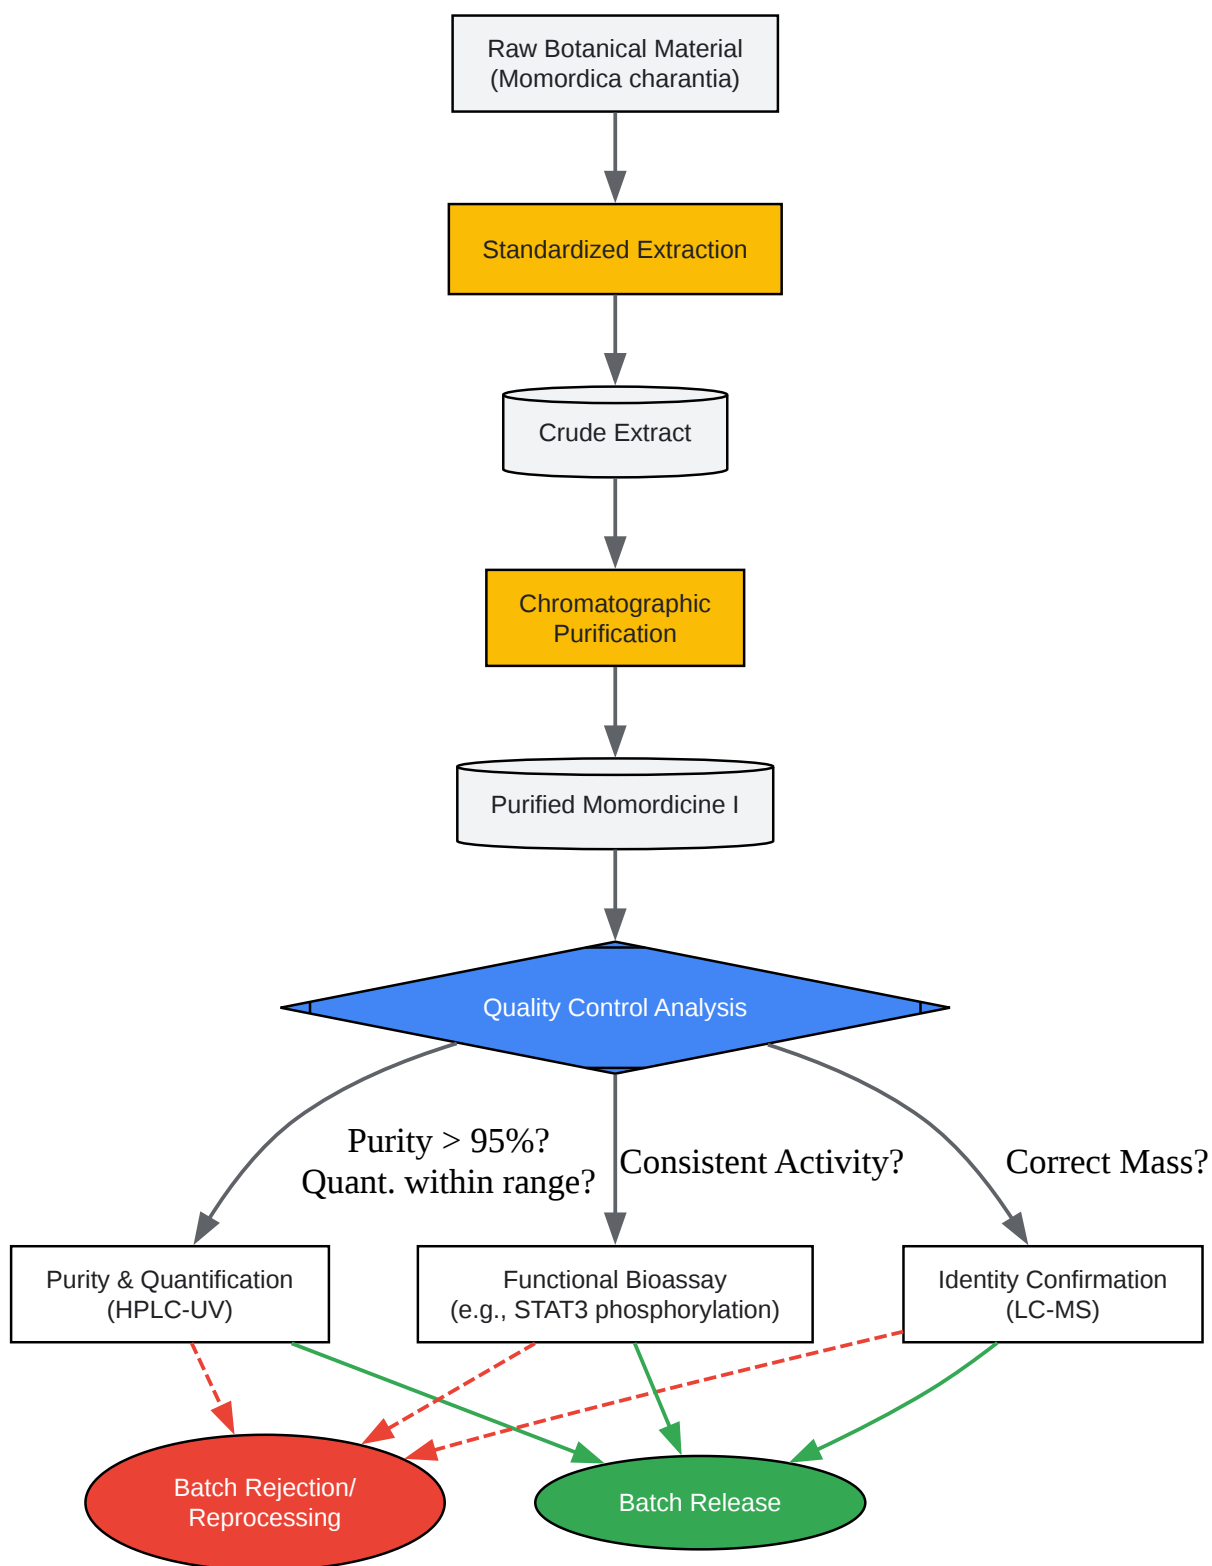 Raw Botanical Material
(Momordica charantia)
Standardized Extraction
Crude Extract
Chromatographic
Purification
Purified Momordicine I
Quality Control Analysis
Purity > 95%?
Quant. within range?
Consistent Activity?
Correct Mass?
Purity & Quantification
(HPLC-UV)
Functional Bioassay
(e.g., STAT3 phosphorylation)
Identity Confirmation
(LC-MS)
Batch Rejection/
Reprocessing
Batch Release